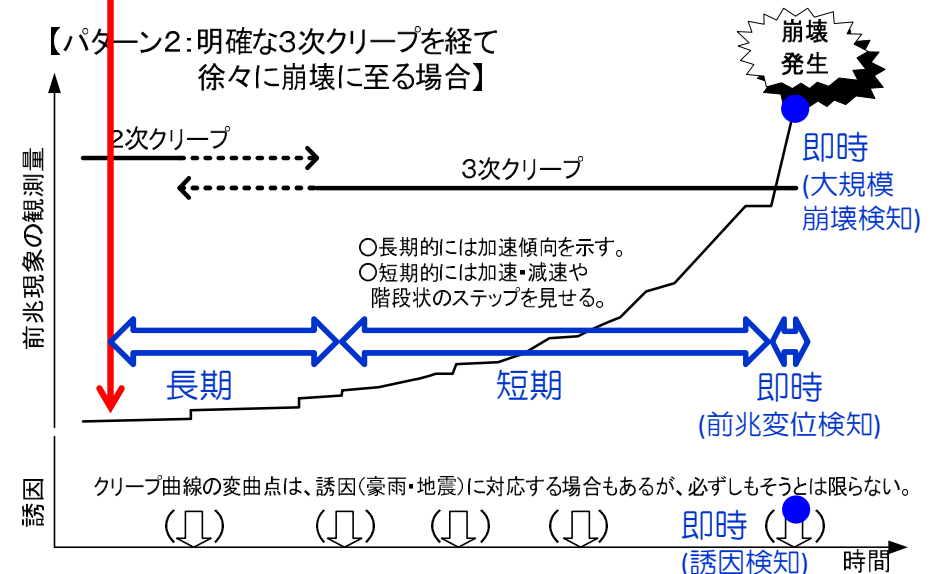 【パターン2：明確な3次クリープを経て
徐々に崩壊に至る場合】
崩壊
発生
2次クリープ
3次クリープ
即時
(大規模
崩壊検知)
前兆現象の観測量
○長期的には加速傾向を示す。
○短期的には加速・減速や
階段状のステップを見せる。
長期
短期
即時
(前兆変位検知)
誘因
クリープ曲線の変曲点は、誘因(豪雨・地震)に対応する場合もあるが、必ずしもそうとは限らない。
( ) ( ) ( ) ( ) 即時 ( )
(誘因検知)
時間